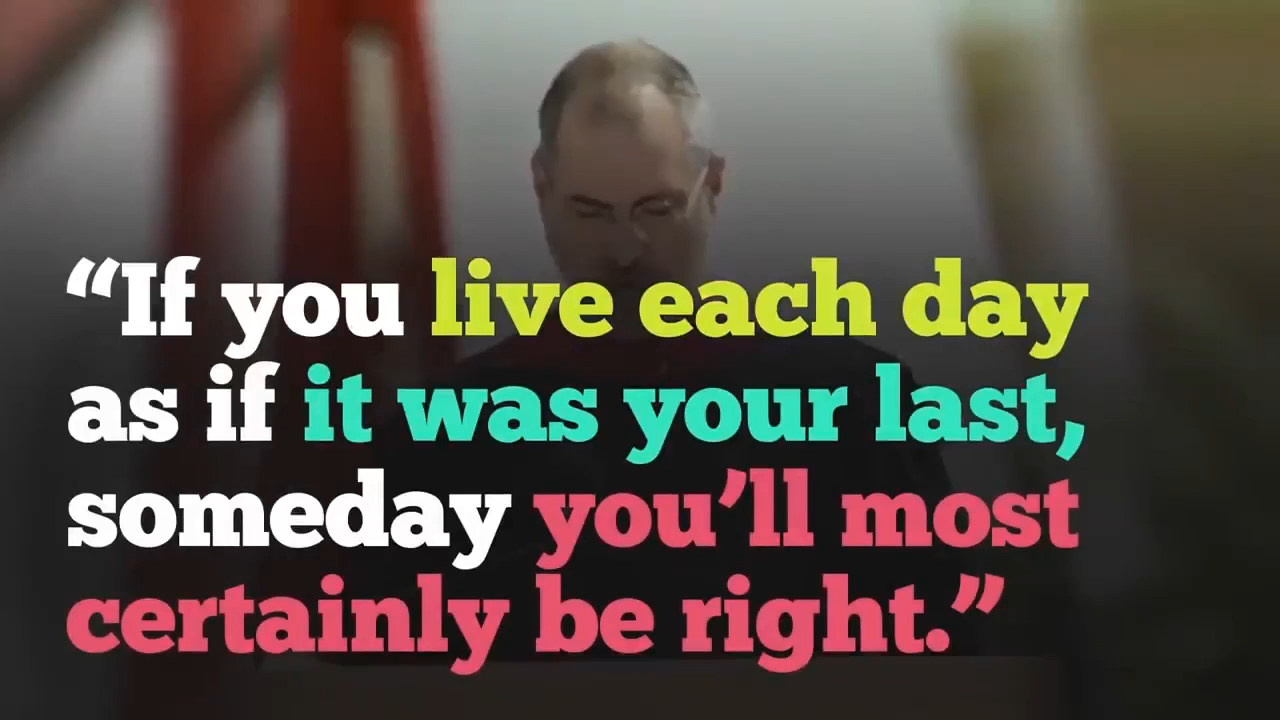 “If you live each day
as if it was your last,
someday you’ll most
certainly be right.”